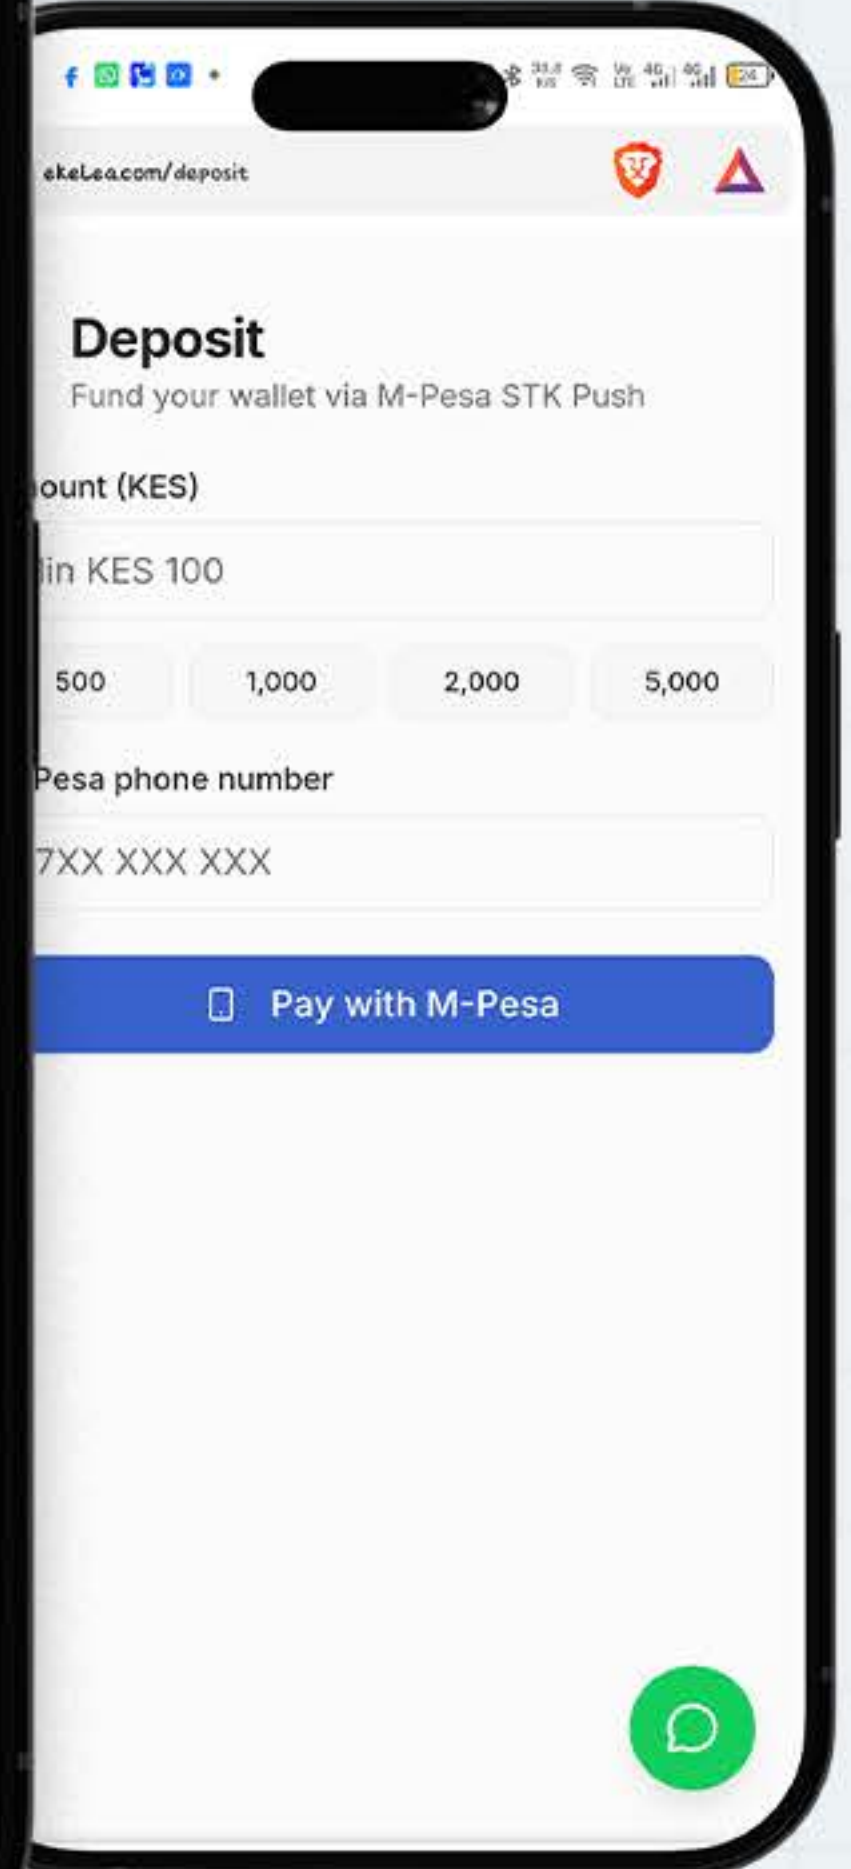 24
ekeLea.com/deposit
Deposit
Fund your wallet via M-Pesa STK Push
ount (KES)
in KES 100
500
1,000
2,000
5,000
Pesa phone number
7XX XXX XXX
Pay with M-Pesa